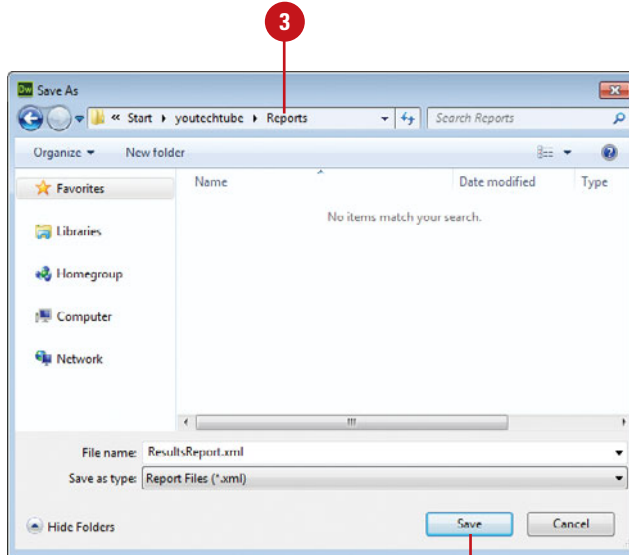 3
Dw Save As
« Start youtechtube Reports Search Reports
Organize New folder
Name Date modified Type
Favorites
No items match your search.
Libraries
Homegroup
Computer
Network
File name: ResultsReport.xml
Save as type: Report Files (*.xml)
Hide Folders Save Cancel